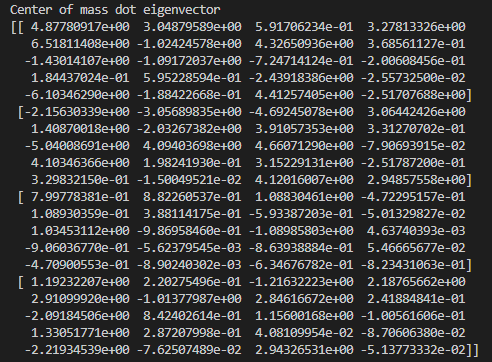 Center of mass dot eigenvector
[[ 4.87780917e+00 3.04879589e+00 5.91706234e-01 3.27813326e+00
6.51811408e+00 -1.02424578e+00 4.32650936e+00 3.68561127e-01
-1.43014107e+00 -1.09172037e+00 -7.24714124e-01 -2.00608456e-01
1.84437024e-01 5.95228594e-01 -2.43918386e+00 -2.55732500e-02
-6.10346290e+00 -1.88422668e-01 4.41257405e+00 -2.51707688e+00]
[-2.15630339e+00 -3.05689835e+00 -4.69245078e-01 3.06442426e+00
1.40870018e+00 -2.03267382e+00 3.91057353e+00 3.31270702e-01
-5.04008691e+00 4.09403698e+00 4.66071290e+00 -7.90693915e-02
4.10346366e+00 1.98241930e-01 3.15229131e-01 -2.51787200e-01
3.29832150e-01 -1.50049521e-02 4.12016007e+00 2.94857558e+00]
[ 7.99778381e-01 8.82260537e-01 1.08830461e+00 -4.72295157e-01
1.08930359e-01 3.88114175e-01 -5.93387203e-01 -5.01329827e-02
1.03453112e+00 -9.86958460e-01 -1.08985803e+00 4.63740393e-03
-9.06036770e-01 -5.62379545e-03 -8.63938884e-01 5.46665677e-02
-4.70900553e-01 -8.90240302e-03 -6.34676782e-01 -8.23431063e-01]
[ 1.19232207e+00 2.20275496e-01 -1.21632223e+00 2.18765662e+00
2.91099920e+00 -1.01377987e+00 2.84616672e+00 2.41884841e-01
-2.09184506e+00 8.42402614e-01 1.15600168e+00 -1.00561606e-01
1.33051771e+00 2.87207998e-01 4.08109954e-02 -8.70606380e-02
-2.21934539e+00 -7.62507489e-02 2.94326531e+00 -5.13773332e-02]]